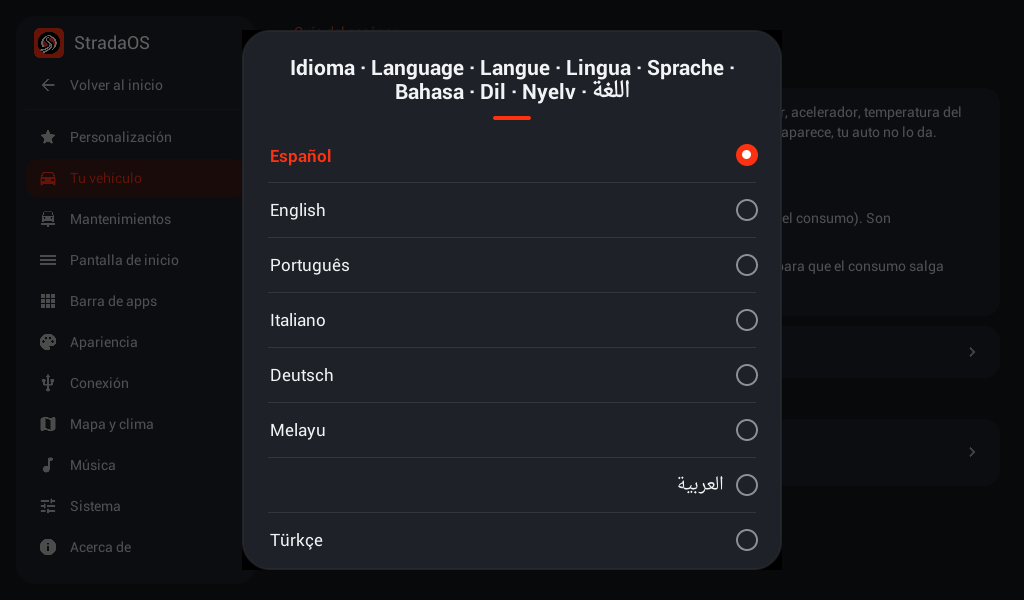 StradaOS
Volver al inicio
Personalización
Tu vehículo
Mantenimientos
Pantalla de inicio
Barra de apps
Apariencia
Conexión
Mapa y clima
Música
Sistema
Acerca de
Idioma · Language · Langue · Lingua · Sprache ·
Bahasa · Dil · Nyelv · اللغة
Español
English
Português
Italiano
Deutsch
Melayu
العربية
Türkçe
, acelerador, temperatura del
aparece, tu auto no lo da.
el consumo). Son
para que el consumo salga